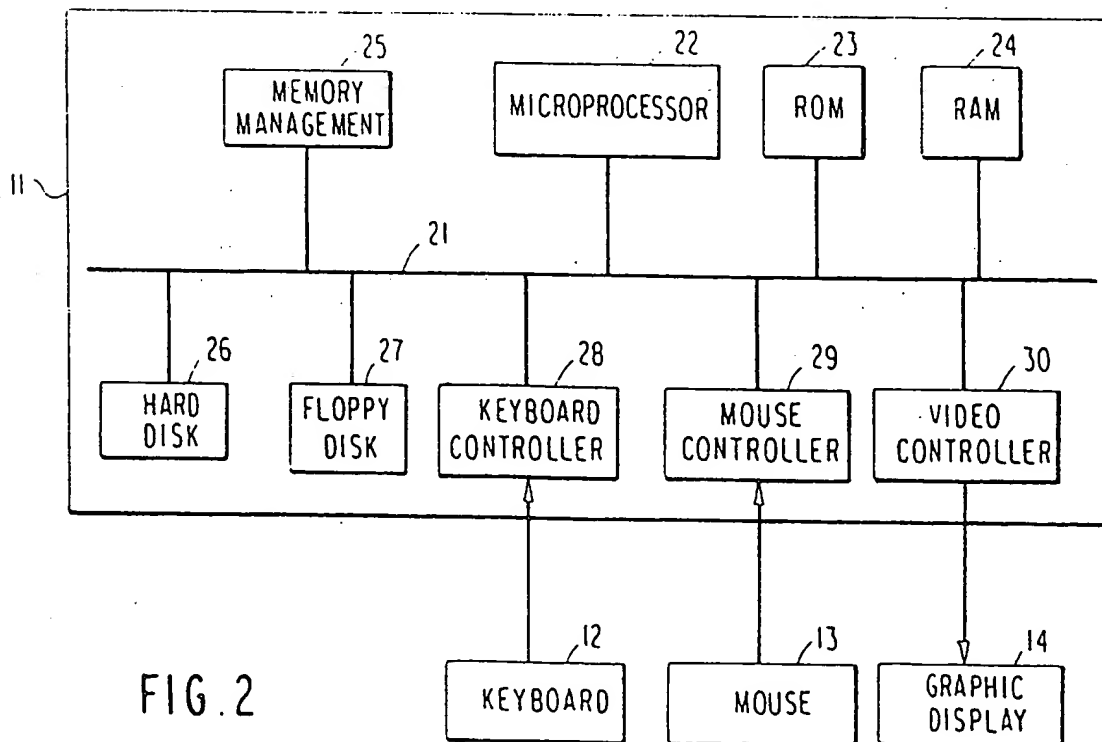 25
22
23
24
MEMORY
MANAGEMENT
MICROPROCESSOR
ROM
RAM
11
21
26
27
28
29
30
HARD
DISK
FLOPPY
DISK
KEYBOARD
CONTROLLER
MOUSE
CONTROLLER
VIDEO
CONTROLLER
12
13
14
KEYBOARD
MOUSE
GRAPHIC
DISPLAY
FIG.2